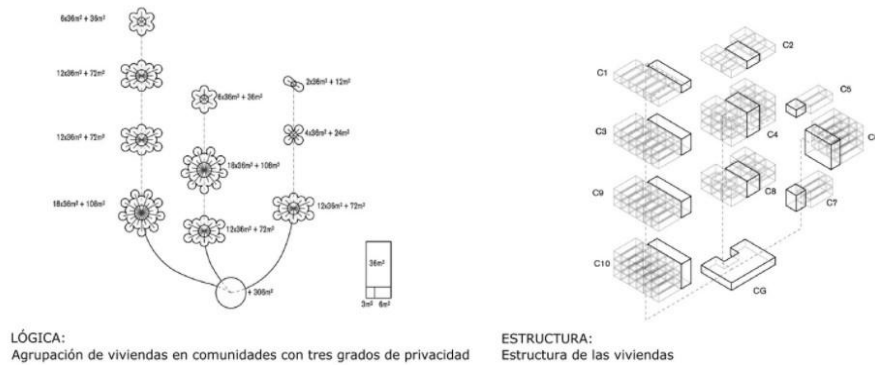 6x36m² + 36m²
12x36m² + 72m²
2x36m² + 12m²
6x36m² + 36m²
12x36m² + 72m²
4x36m² + 24m²
18x36m² + 108m²
18x36m² + 108m²
12x36m² + 72m²
12x36m² + 72m²
+ 306m²
36m²
3m² 6m²
C1
C2
C5
C3
C4
C9
C8
C7
C10
CG
LÓGICA:
Agrupación de viviendas en comunidades con tres grados de privacidad
ESTRUCTURA:
Estructura de las viviendas